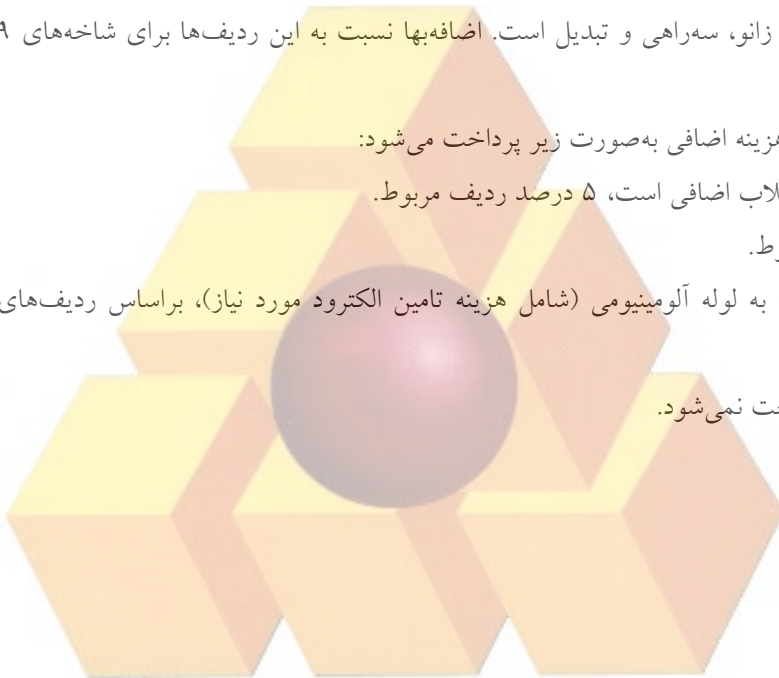 زانو، سه‌راهی و تبدیل است. اضافه‌بها نسبت به این ردیف‌ها برای شاخه‌های ۹
هزینه اضافی به‌صورت زیر پرداخت می‌شود:
اضافی است، ۵ درصد ردیف مربوط.
به لوله آلومینیومی (شامل هزینه تامین الکترود مورد نیاز)، براساس ردیف‌های
نمی‌شود.